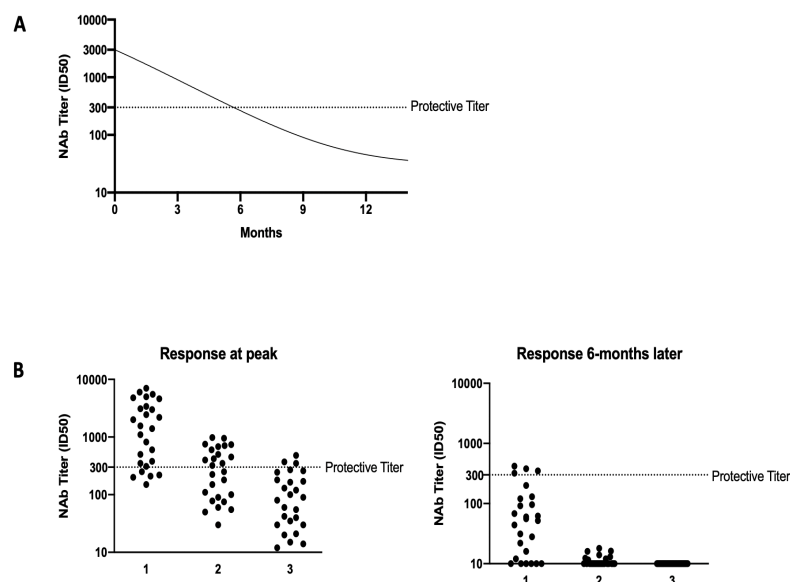 A
NAb Titer (ID50)
10000
3000
1000
300
100
10
Protective Titer
0 3 6 9 12
Months
B
Response at peak
NAb Titer (ID50)
10000
1000
300
100
10
Protective Titer
1 2 3
Response 6-months later
NAb Titer (ID50)
10000
1000
300
100
10
Protective Titer
1 2 3